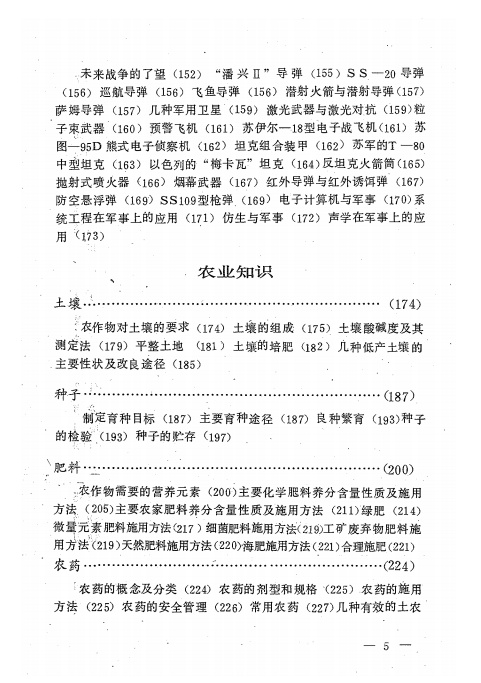 未来战争的了望（152） “潘兴Ⅱ”导弹（155）ＳＳ—20 导弹
（156） 巡航导弹（156） 飞鱼导弹（156） 潜射火箭与潜射导弹(157)
萨姆导弹（157） 几种军用卫星（159） 激光武器与激光对抗（159)粒
子束武器（160） 预警飞机（161） 苏伊尔—18型电子战飞机(161) 苏
图—95D 熊式电子侦察机（162） 坦克组合装甲（162） 苏军的T —80
中型坦克（163） 以色列的“梅卡瓦”坦克（164)反坦克火箭筒(165)
抛射式喷火器（166） 烟幕武器（167） 红外导弹与红外诱饵弹（167）
防空悬浮弹（169）SS109型枪弹（169） 电子计算机与军事（170)系
统工程在军事上的应用（171） 仿生与军事（172） 声学在军事上的应
用（173）
农业知识
土壤…………………………………………………… (174)
农作物对土壤的要求（174） 土壤的组成（175） 土壤酸碱度及其
测定法（179） 平整土地 （181） 土壤的培肥（182） 几种低产土壤的
主要性状及改良途径（185）
种子……………………………………………………(187)
制定育种目标（187） 主要育种途径（187）良种繁育（193)种子
的检验（193） 种子的贮存（197）
肥料……………………………………………………(200)
农作物需要的营养元素（200)主要化学肥料养分含量性质及施用
方法（205)主要农家肥料养分含量性质及施用方法（211)绿肥（214）
微量元素肥料施用方法(217）细菌肥料施用方法(219)工矿废弃物肥料施
用方法(219)天然肥料施用方法(220)海肥施用方法(221)合理施肥(221)
农药……………………………………………………(224)
农药的概念及分类（224） 农药的剂型和规格（225） 农药的施用
方法（225） 农药的安全管理（226） 常用农药（227)几种有效的土农
— 5 —